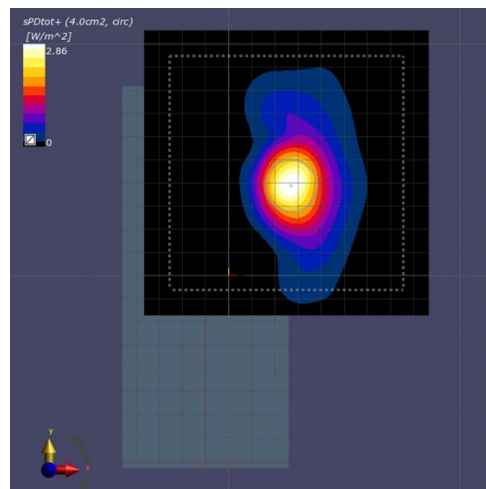 sPDtot+ (4.0cm2, circ)
[W/m^2]
2.86
0
y
x